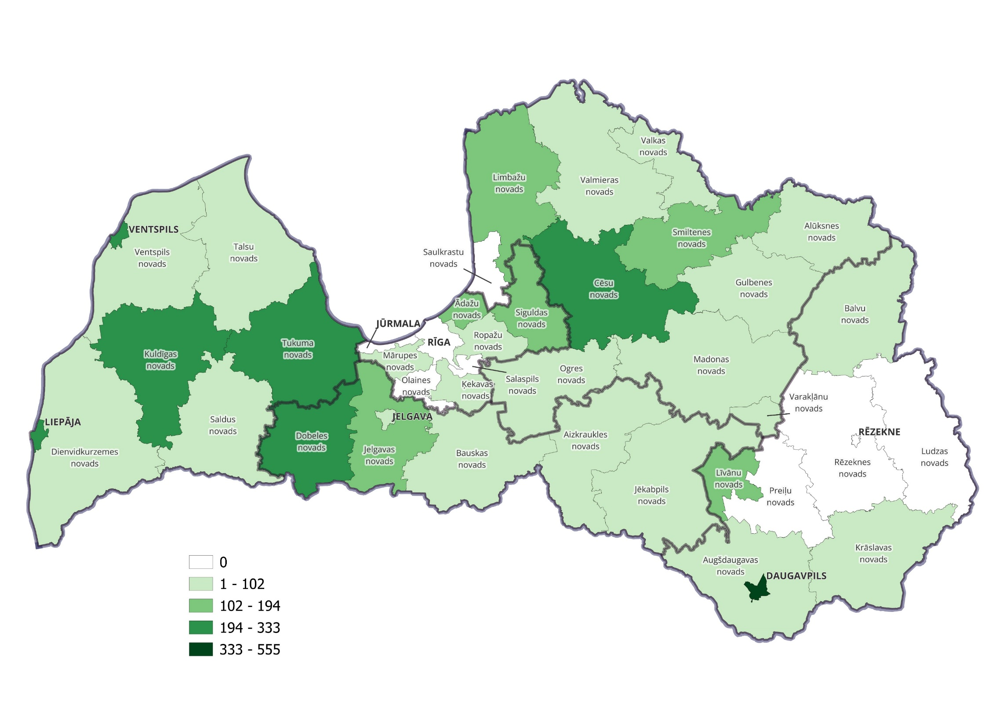 Valkas
novads
Limbažu
novads
Valmieras
novads
Alūksnes
novads
Smiltenes
novads
VENTSPILS
Ventspils
novads
Talsu
novads
Saulkrastu
novads
Cēsu
novads
Gulbenes
novads
Ādažu
novads
Siguldas
novads
Balvu
novads
JŪRMALA
RĪGA
Ropažu
novads
Tukuma
novads
Kuldīgas
novads
Mārupes
novads
Madonas
novads
Ogres
novads
Salaspils
novads
Olaines
novads
Ķekavas
novads
Varakļānu
novads
JELGAVA
LIEPĀJA
Saldus
novads
RĒZEKNE
Dobeles
novads
Aizkraukles
novads
Dienvidkurzemes
novads
Jelgavas
novads
Bauskas
novads
Ludzas
novads
Rēzeknes
novads
Līvānu
novads
Jēkabpils
novads
Preiļu
novads
Krāslavas
novads
Augšdaugavas
novads
DAUGAVPILS
0
1 - 102
102 - 194
194 - 333
333 - 555